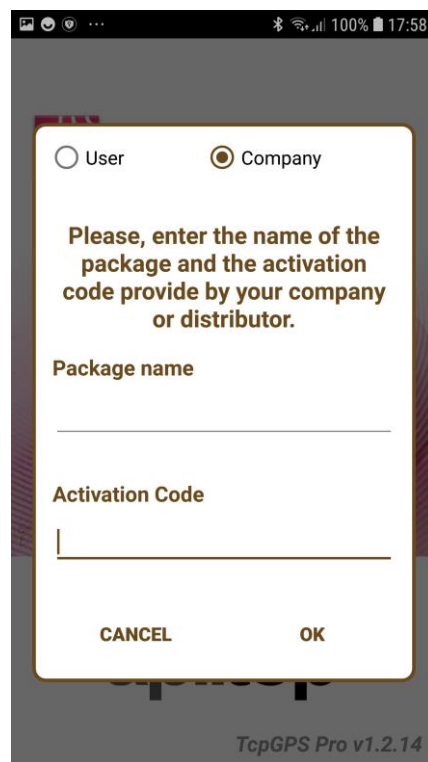 100% 17:58
User
Company
Please, enter the name of the
package and the activation
code provide by your company
or distributor.
Package name
Activation Code
CANCEL
OK
TcpGPS Pro v1.2.14